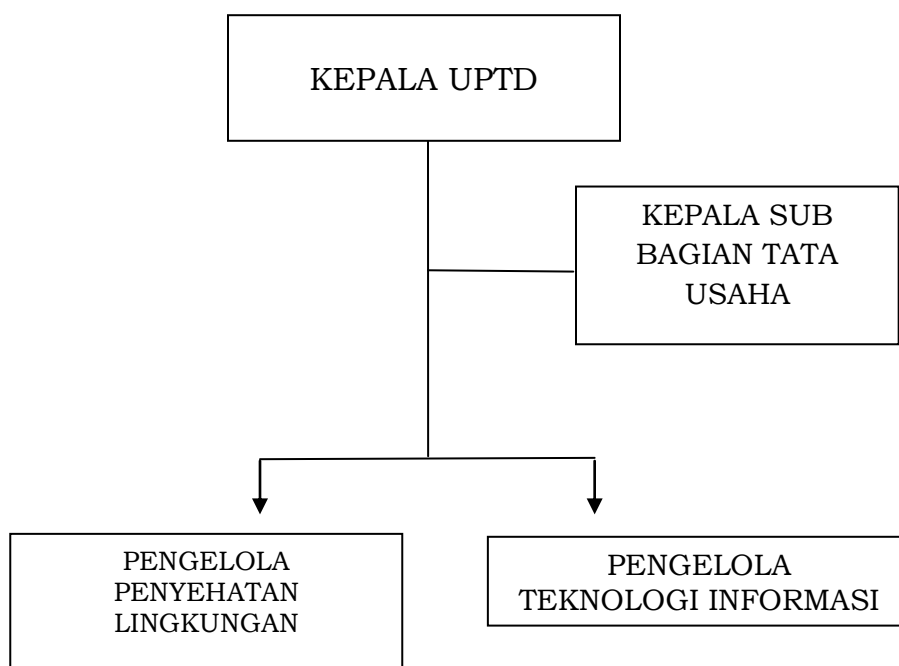 KEPALA UPTD
KEPALA SUB
BAGIAN TATA
USAHA
PENGELOLA
PENYEHATAN
LINGKUNGAN
PENGELOLA
TEKNOLOGI INFORMASI